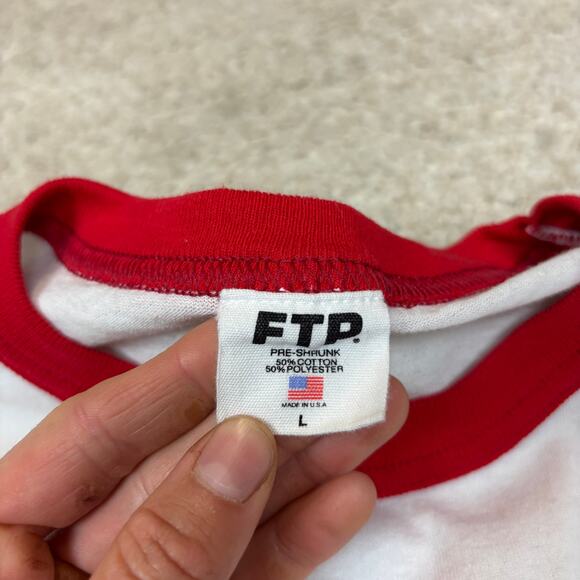 FTP.
PRE-SHRUNK
50% COTTON
50% POLYESTER
MADE IN U.S.A
L